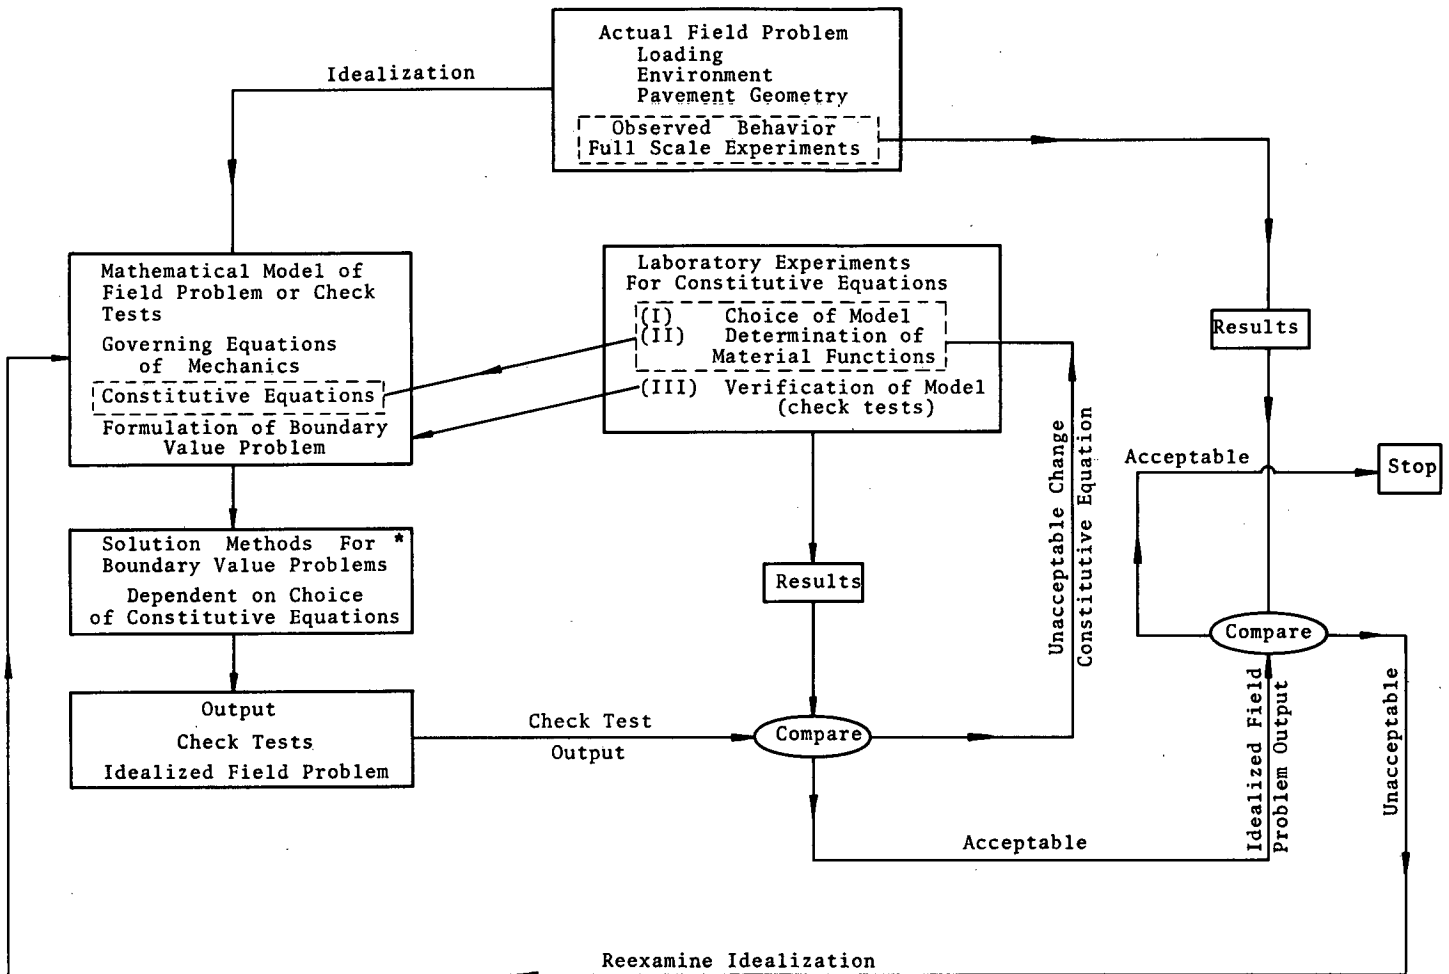 Actual Field Problem
Loading
Environment
Pavement Geometry
Observed Behavior
Full Scale Experiments
Idealization
Mathematical Model of
Field Problem or Check
Tests
Governing Equations
of Mechanics
Constitutive Equations
Formulation of Boundary
Value Problem
Laboratory Experiments
For Constitutive Equations
(I) Choice of Model
(II) Determination of
Material Functions
(III) Verification of Model
(check tests)
Results
Acceptable
Stop
Unacceptable Change
Constitutive Equation
Solution Methods For *
Boundary Value Problems
Dependent on Choice
of Constitutive Equations
Results
Compare
Output
Check Tests
Idealized Field Problem
Check Test
Output
Compare
Idealized Field
Problem Output
Unacceptable
Acceptable
Reexamine Idealization